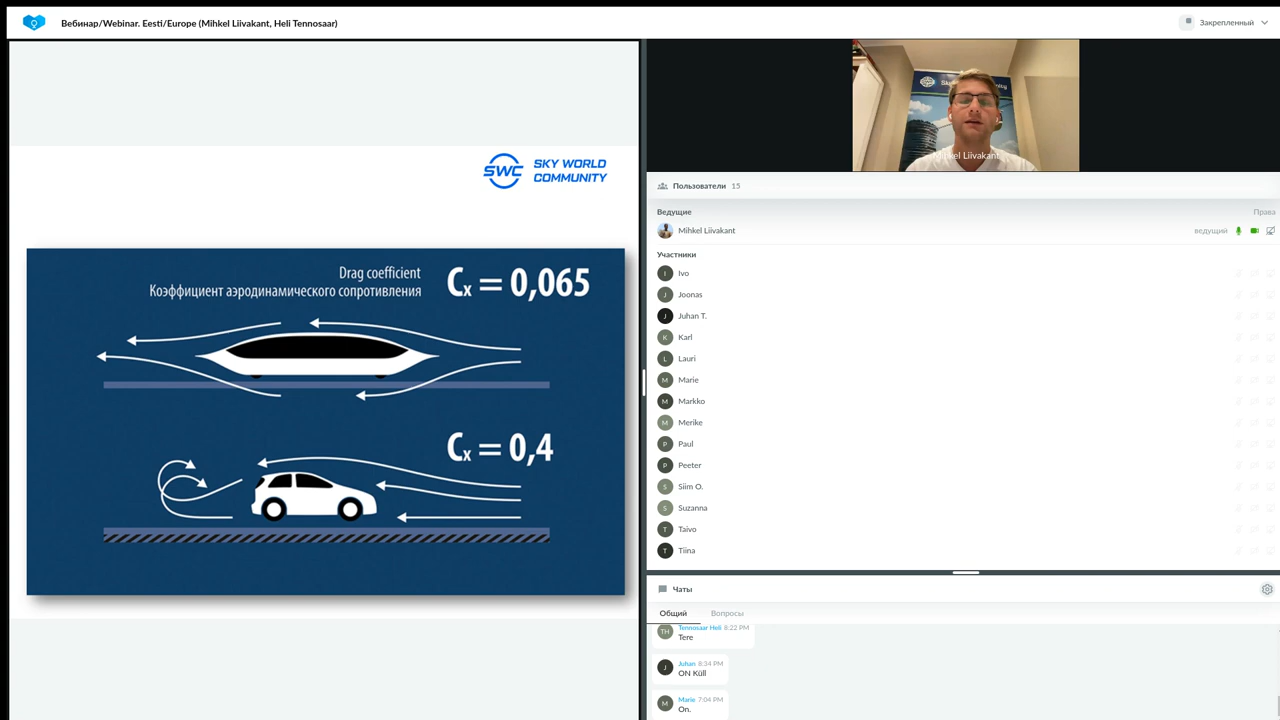 Вебинар/Webinar. Eesti/Europe (Mihkel Liivakant, Heli Tennosaar)
Закрепленный
SWC SKY WORLD
COMMUNITY
Drag coefficient
Коэффициент аэродинамического сопротивления
Cx = 0,065
Cx = 0,4
Mihkel Liivakant
Пользователи 15
Ведущие Права
Mihkel Liivakant ведущий
Участники
I Ivo
J Joonas
J Juhan T.
K Karl
L Lauri
M Marie
M Markko
M Merike
P Paul
P Peeter
S Siim O.
S Suzanna
T Taivo
T Tiina
Чаты
Общий Вопросы
TH Tennosaar Heli 8:22 PM
Tere
J Juhan 8:34 PM
ON Küll
M Marie 7:04 PM
On.